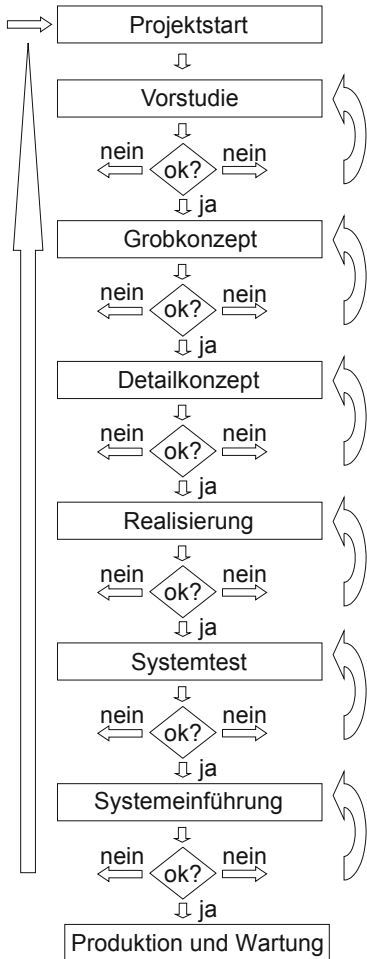 Projektstart
Vorstudie
nein ok? nein
ja
Grobkonzept
nein ok? nein
ja
Detailkonzept
nein ok? nein
ja
Realisierung
nein ok? nein
ja
Systemtest
nein ok? nein
ja
Systemeinführung
nein ok? nein
ja
Produktion und Wartung